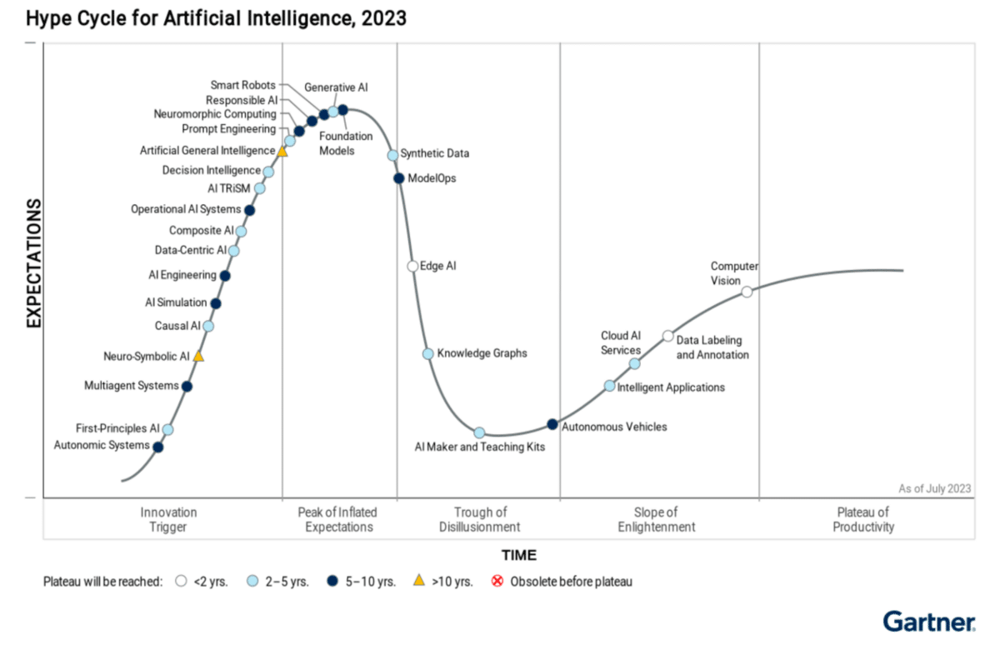 Hype Cycle for Artificial Intelligence, 2023
EXPECTATIONS
Smart Robots
Generative AI
Responsible AI
Neuromorphic Computing
Prompt Engineering
Foundation
Models
Artificial General Intelligence
Synthetic Data
Decision Intelligence
ModelOps
AI TRiSM
Operational AI Systems
Composite AI
Data-Centric AI
Edge AI
Computer
Vision
AI Engineering
AI Simulation
Causal AI
Cloud AI
Services
Data Labeling
and Annotation
Neuro-Symbolic AI
Knowledge Graphs
Multiagent Systems
Intelligent Applications
First-Principles AI
Autonomous Vehicles
Autonomic Systems
AI Maker and Teaching Kits
As of July 2023
Innovation
Trigger
Peak of Inflated
Expectations
Trough of
Disillusionment
Slope of
Enlightenment
Plateau of
Productivity
TIME
Plateau will be reached: <2 yrs. 2–5 yrs. 5–10 yrs. >10 yrs. Obsolete before plateau
Gartner